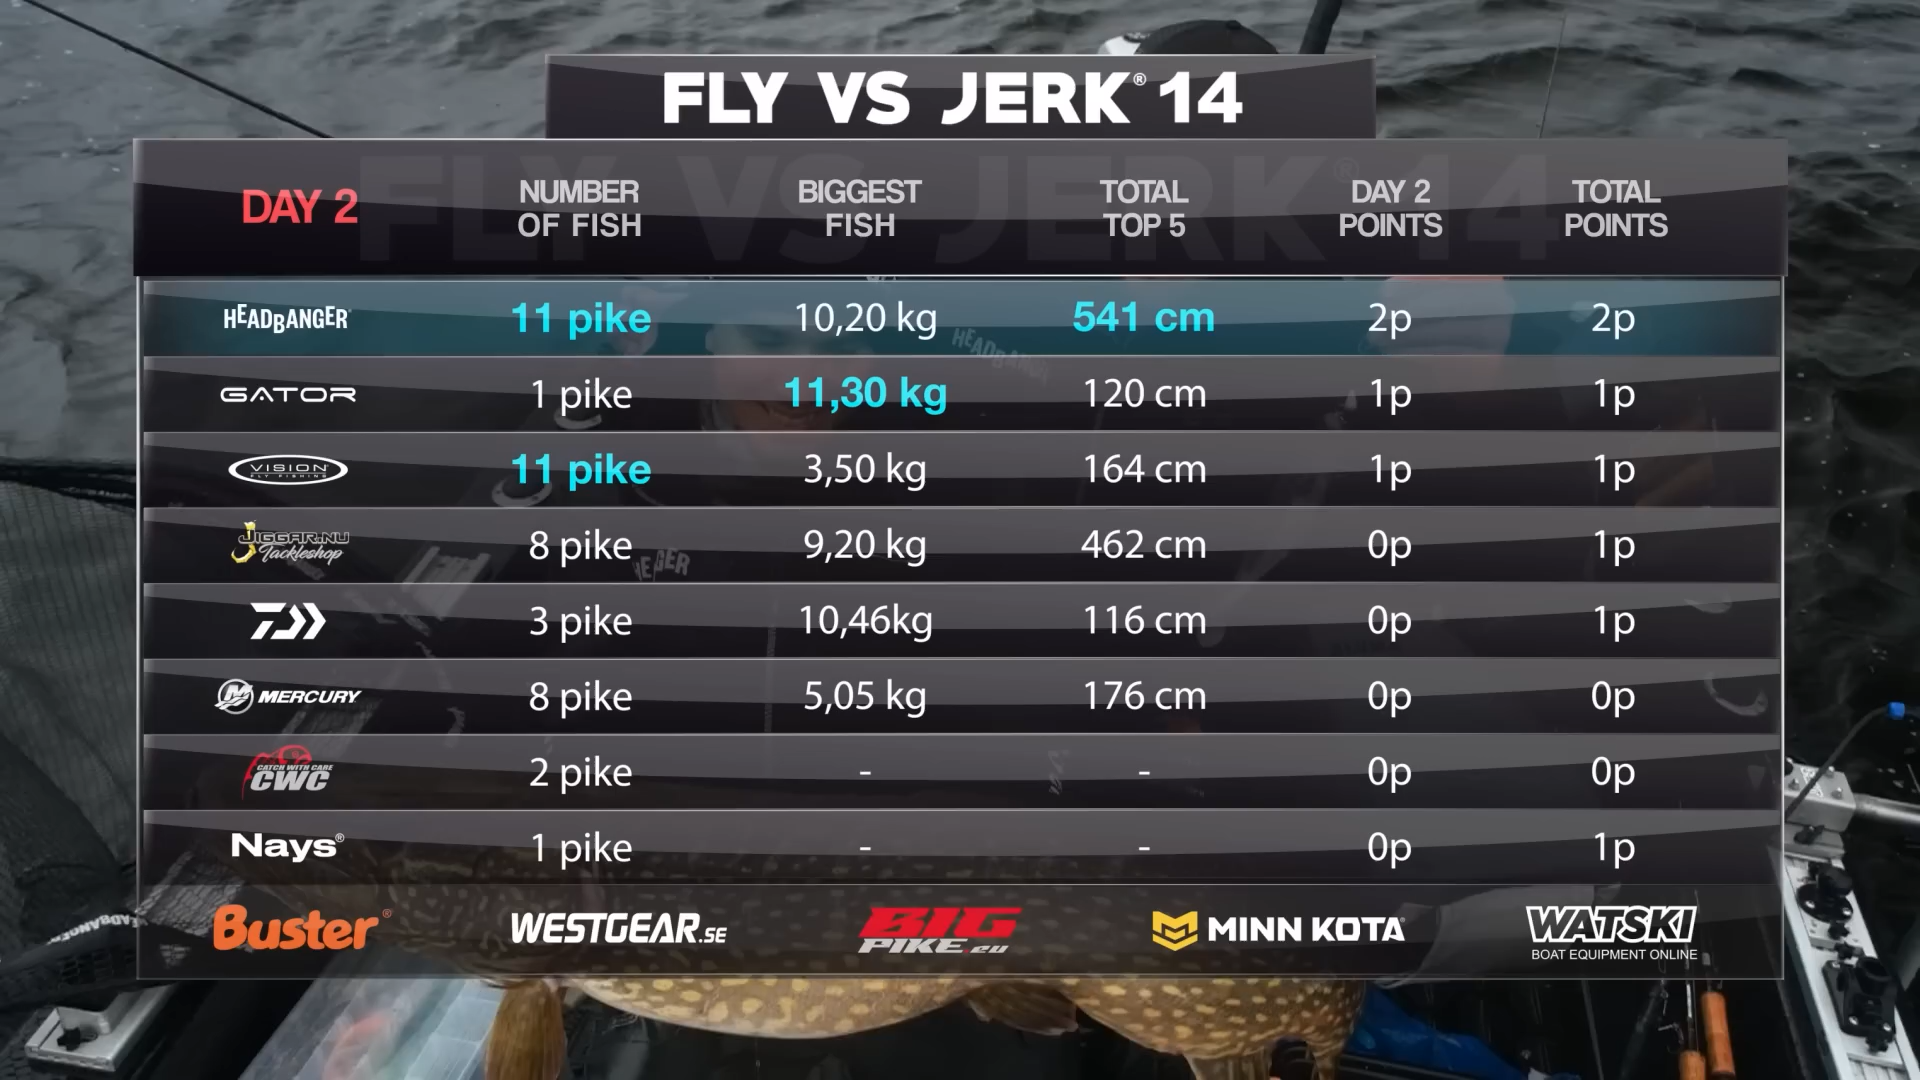 FLY VS JERK® 14
DAY 2 NUMBER OF FISH BIGGEST FISH TOTAL TOP 5 DAY 2 POINTS TOTAL POINTS
HEADBANGER 11 pike 10,20 kg 541 cm 2p 2p
GATOR 1 pike 11,30 kg 120 cm 1p 1p
VISION FLY FISHING 11 pike 3,50 kg 164 cm 1p 1p
JIGGAR.NU Tackleshop 8 pike 9,20 kg 462 cm 0p 1p
3 pike 10,46kg 116 cm 0p 1p
MERCURY 8 pike 5,05 kg 176 cm 0p 0p
CATCH WITH CARE CWC 2 pike - - 0p 0p
Nays® 1 pike - - 0p 1p
Buster® WESTGEAR.SE BIG PIKE.eu MINN KOTA WATSKI
BOAT EQUIPMENT ONLINE
HEADBANGER